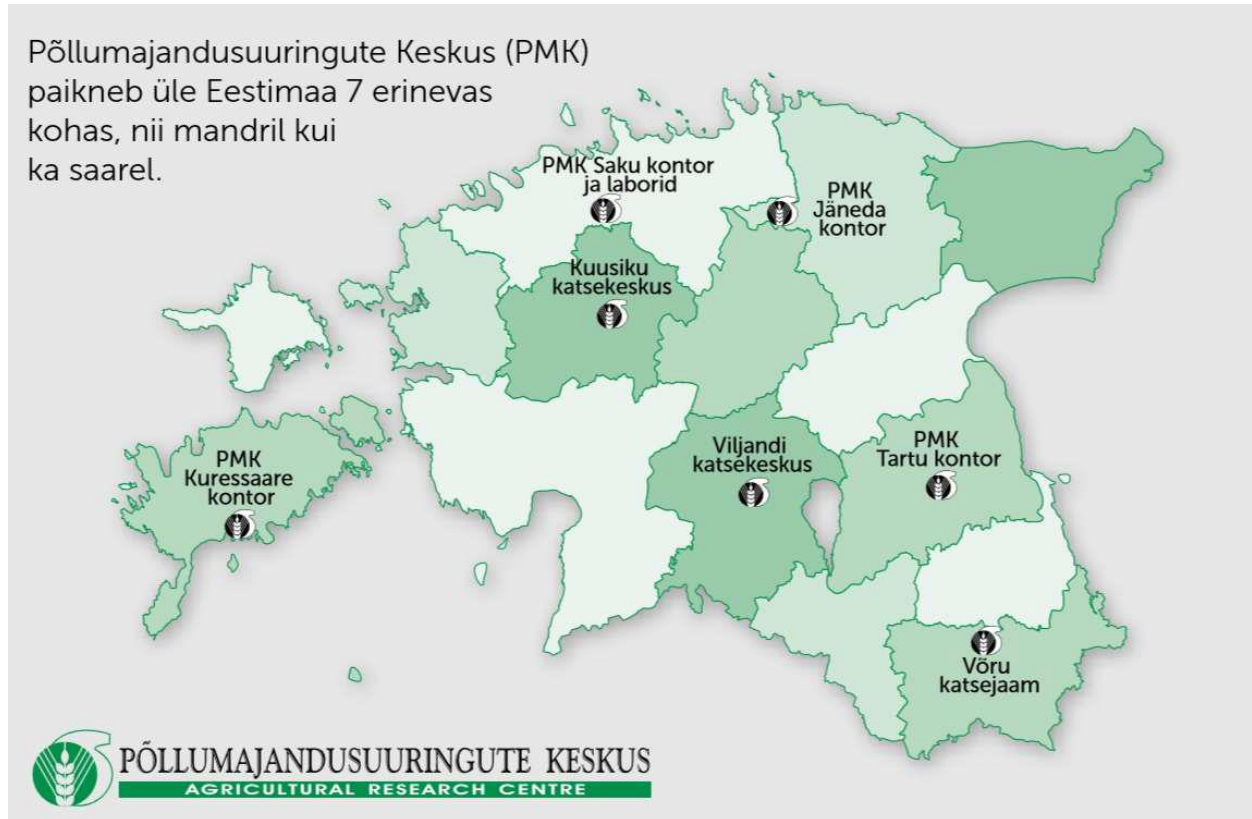 Põllumajandusuuringute Keskus (PMK)
paikneb üle Eestimaa 7 erinevas
kohas, nii mandril kui
ka saarel.
PMK Saku kontor
ja laborid
PMK
Jäneda
kontor
Kuusiku
katsekeskus
PMK
Kuressaare
kontor
Viljandi
katsekeskus
PMK
Tartu kontor
Võru
katsejaam
PÕLLUMAJANDUSUURINGUTE KESKUS
AGRICULTURAL RESEARCH CENTRE